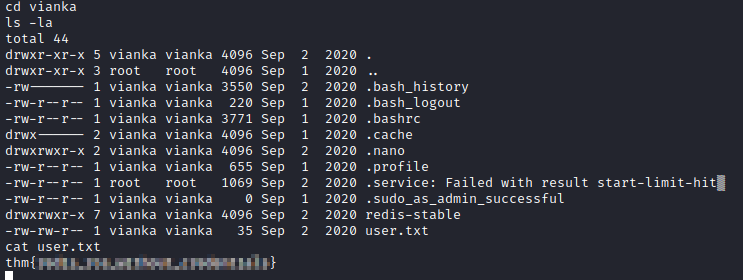 cd vianka
ls -la
total 44
drwxr-xr-x 5 vianka vianka 4096 Sep  2  2020 .
drwxr-xr-x 3 root   root   4096 Sep  1  2020 ..
-rw------- 1 vianka vianka 3550 Sep  2  2020 .bash_history
-rw-r--r-- 1 vianka vianka  220 Sep  1  2020 .bash_logout
-rw-r--r-- 1 vianka vianka 3771 Sep  1  2020 .bashrc
drwx------ 2 vianka vianka 4096 Sep  1  2020 .cache
drwxrwxr-x 2 vianka vianka 4096 Sep  2  2020 .nano
-rw-r--r-- 1 vianka vianka  655 Sep  1  2020 .profile
-rw-r--r-- 1 root   root   1069 Sep  2  2020 .service: Failed with result start-limit-hit
-rw-r--r-- 1 vianka vianka    0 Sep  1  2020 .sudo_as_admin_successful
drwxrwxr-x 7 vianka vianka 4096 Sep  2  2020 redis-stable
-rw-rw-r-- 1 vianka vianka   35 Sep  2  2020 user.txt
cat user.txt
thm{}